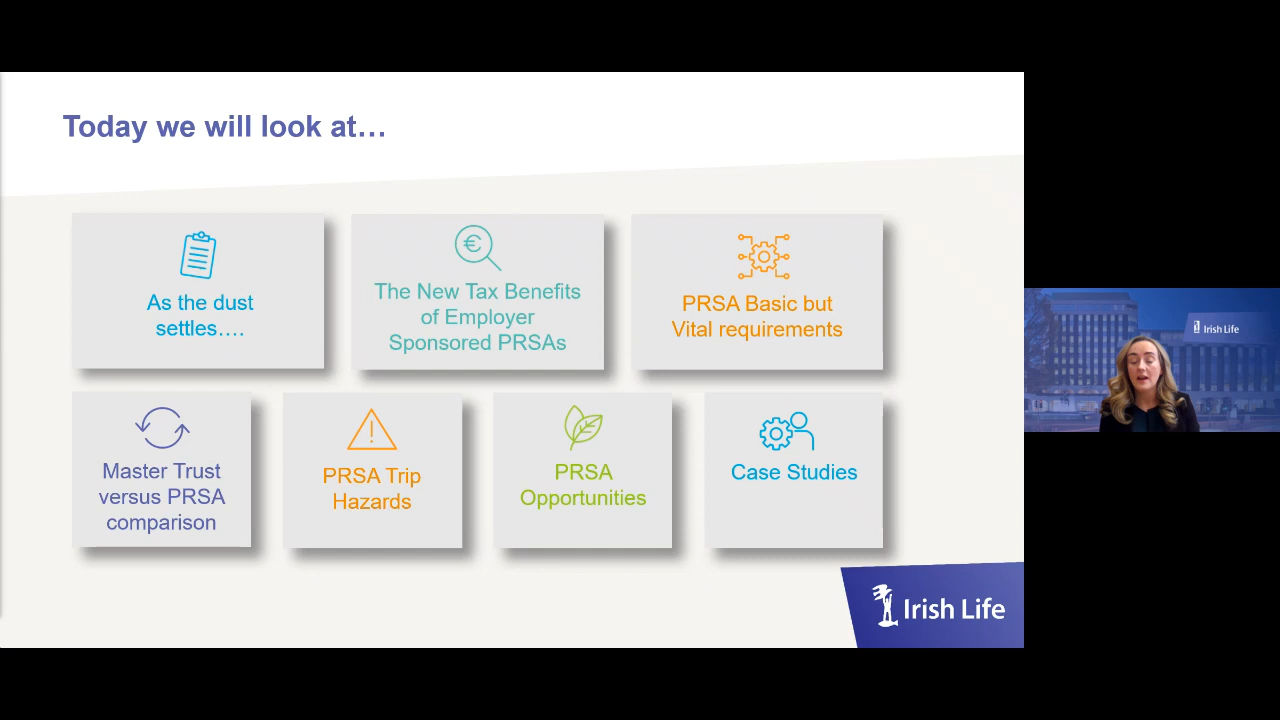 Today we will look at…
As the dust
settles….
€
The New Tax Benefits
of Employer
Sponsored PRSAs
PRSA Basic but
Vital requirements
Master Trust
versus PRSA
comparison
!
PRSA Trip
Hazards
PRSA
Opportunities
Case Studies
Irish Life
Irish Life